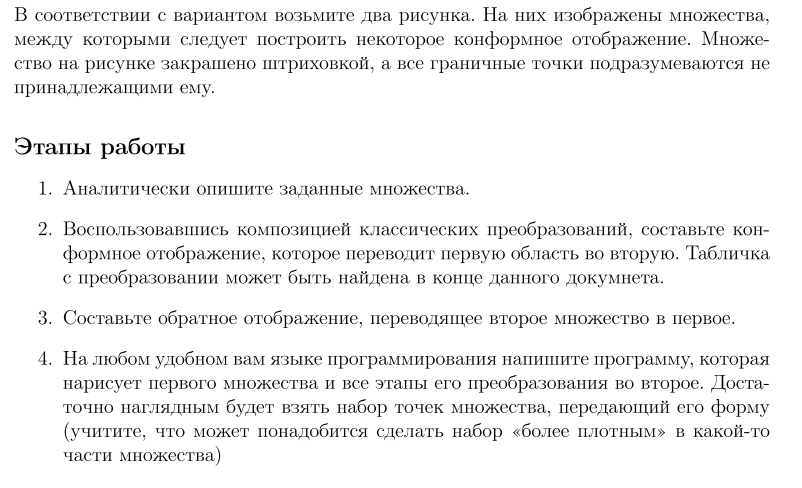 В соответствии с вариантом возьмите два рисунка. На них изображены множества,
между которыми следует построить некоторое конформное отображение. Множе-
ство на рисунке закрашено штриховкой, а все граничные точки подразумеваются не
принадлежащими ему.
Этапы работы
1. Аналитически опишите заданные множества.
2. Воспользовавшись композицией классических преобразований, составьте кон-
формное отображение, которое переводит первую область во вторую. Табличка
с преобразовании может быть найдена в конце данного докумнета.
3. Составьте обратное отображение, переводящее второе множество в первое.
4. На любом удобном вам языке программирования напишите программу, которая
нарисует первого множества и все этапы его преобразования во второе. Доста-
точно наглядным будет взять набор точек множества, передающий его форму
(учтите, что может понадобится сделать набор «более плотным» в какой-то
части множества)